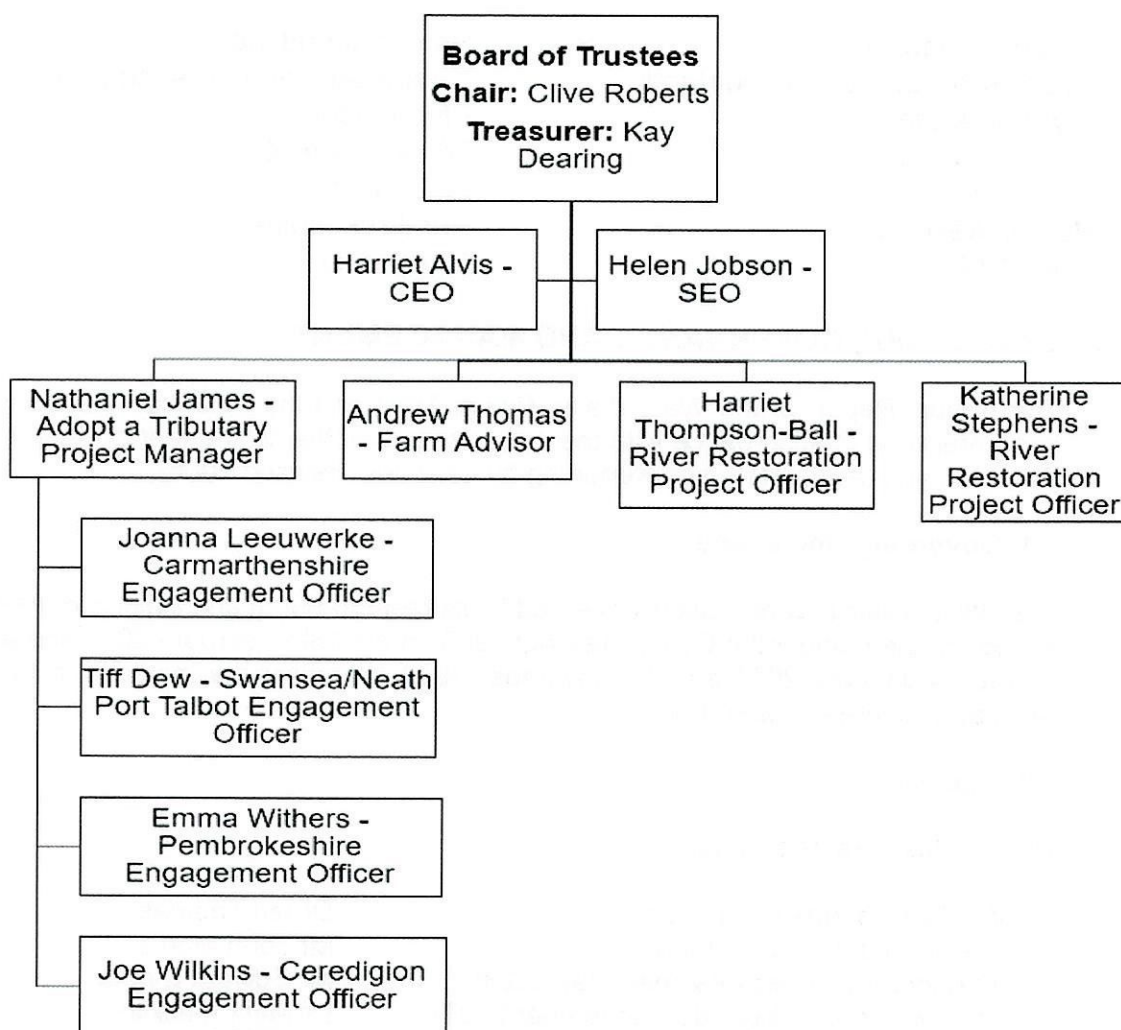 Board of Trustees
Chair: Clive Roberts
Treasurer: Kay
Dearing
Harriet Alvis -
CEO
Helen Jobson -
SEO
Nathaniel James -
Adopt a Tributary
Project Manager
Andrew Thomas
- Farm Advisor
Harriet
Thompson-Ball -
River Restoration
Project Officer
Katherine
Stephens -
River
Restoration
Project Officer
Joanna Leeuwerke -
Carmarthenshire
Engagement Officer
Tiff Dew - Swansea/Neath
Port Talbot Engagement
Officer
Emma Withers -
Pembrokeshire
Engagement Officer
Joe Wilkins - Ceredigion
Engagement Officer